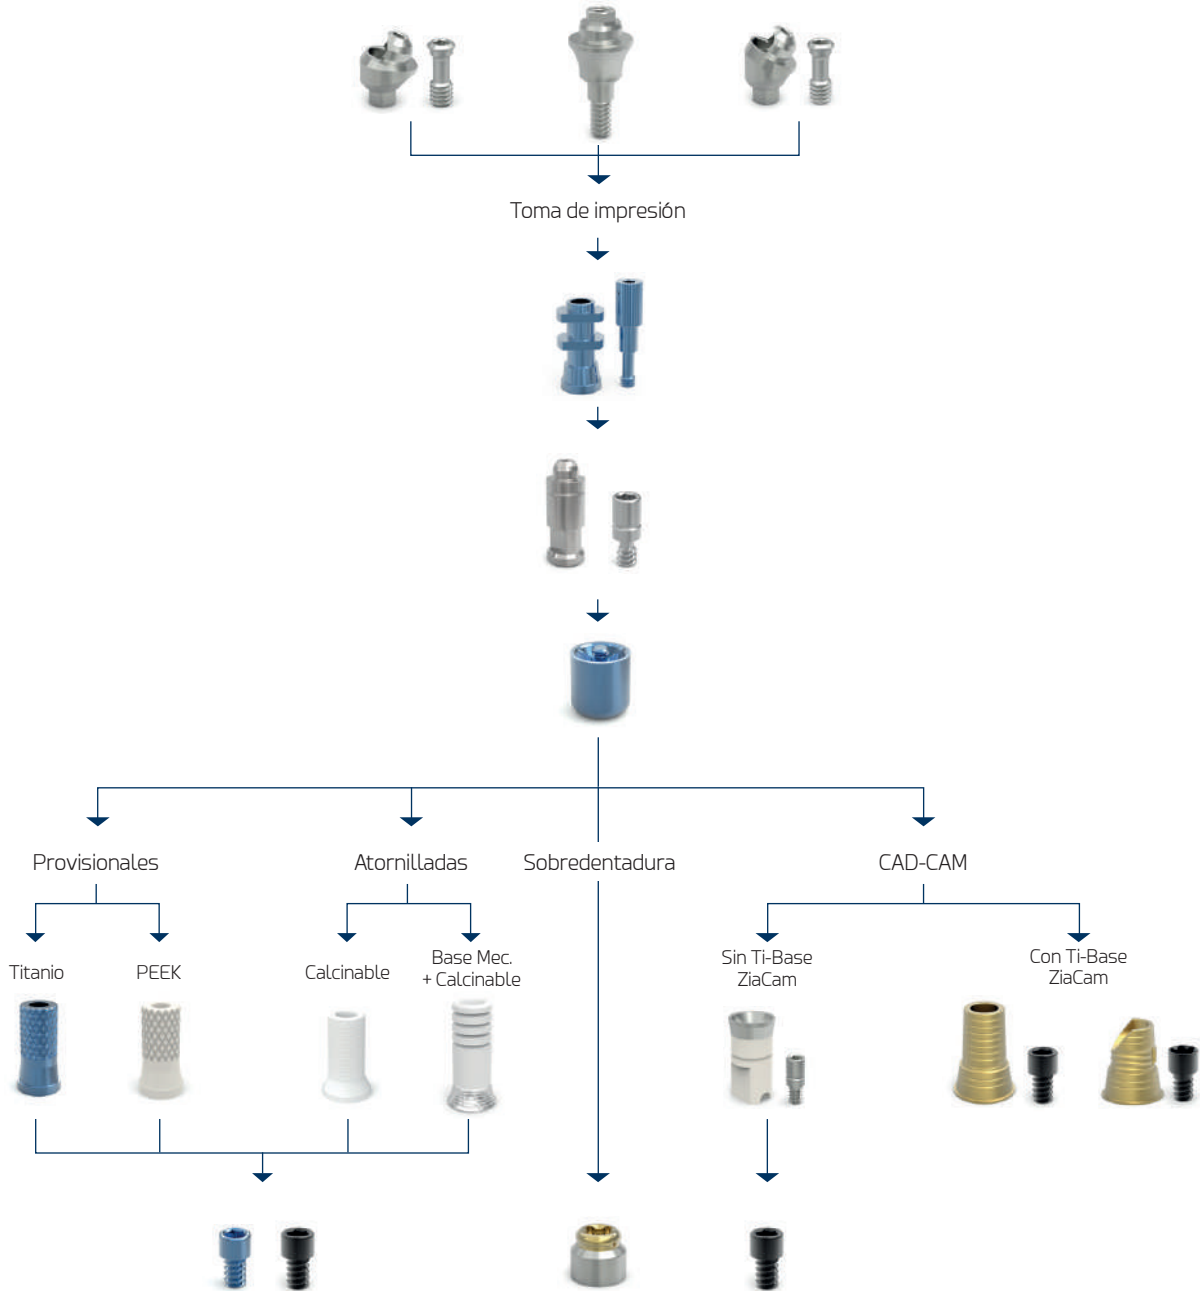 Toma de impresión
Provisionales
Atornilladas
Sobredentadura
CAD-CAM
Titanio
PEEK
Calcinable
Base Mec.
+ Calcinable
Sin Ti-Base
ZiaCam
Con Ti-Base
ZiaCam